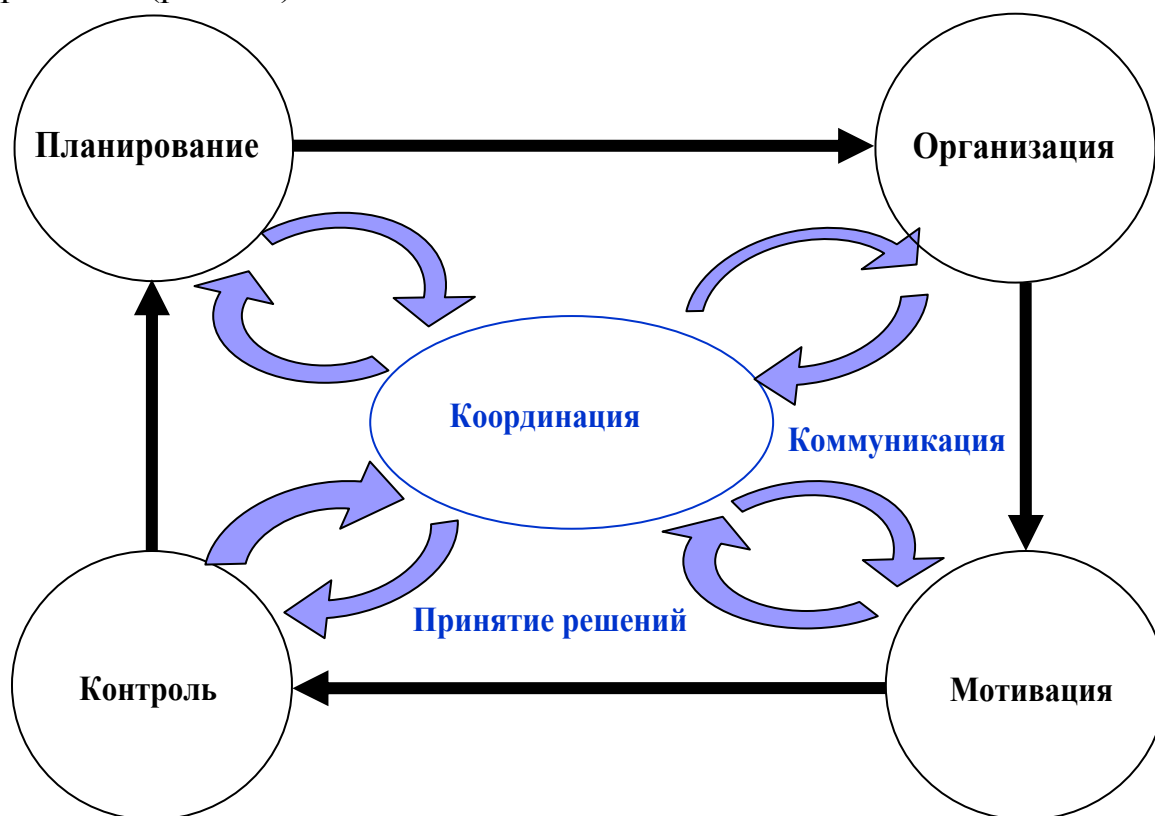 Планирование
Организация
Координация
Коммуникация
Принятие решений
Контроль
Мотивация